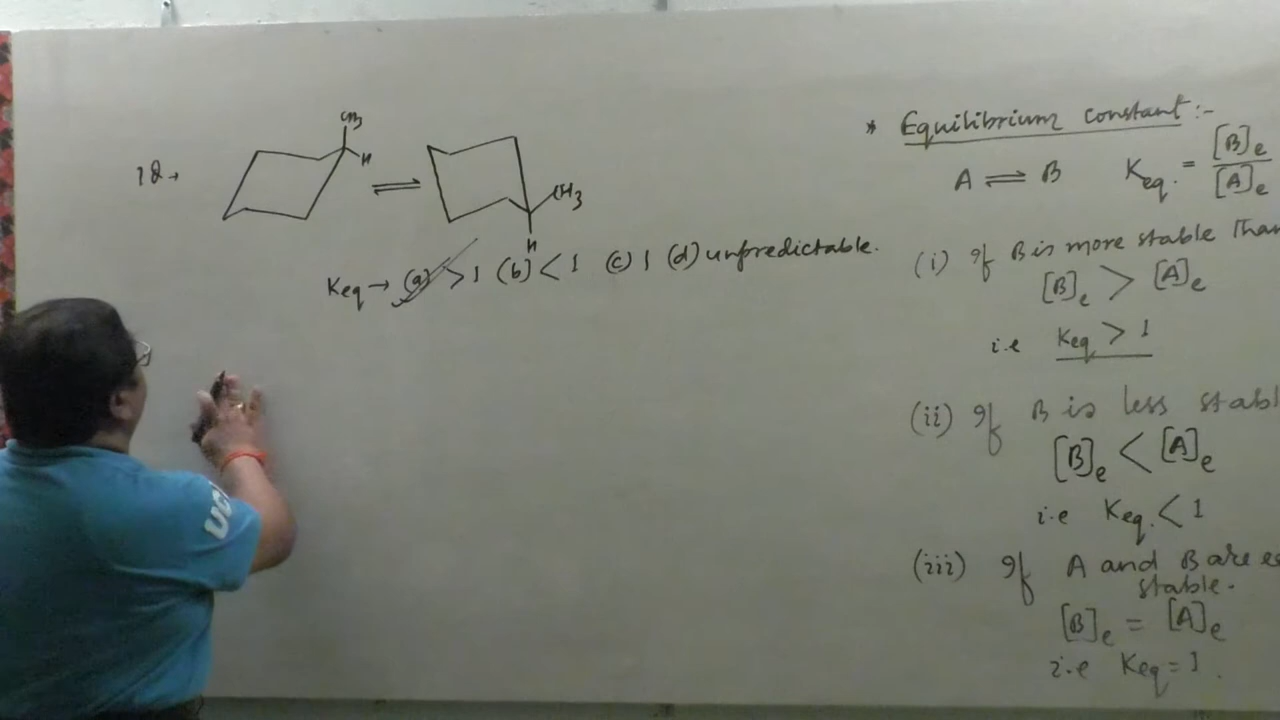 1Q→
CH3
H
⇌
CH3
H
Keq → (a) >1 (b) < 1 (c) 1 (d) unpredictable.
* Equilibrium constant :-
A ⇌ B Keq. = [B]e / [A]e
(i) If B is more stable Than
[B]e > [A]e
i.e Keq > 1
(ii) If B is less
[B]e < [A]e
i.e Keq. < 1
(iii) If A and B are
stable.
[B]e = [A]e
i.e Keq = 1.